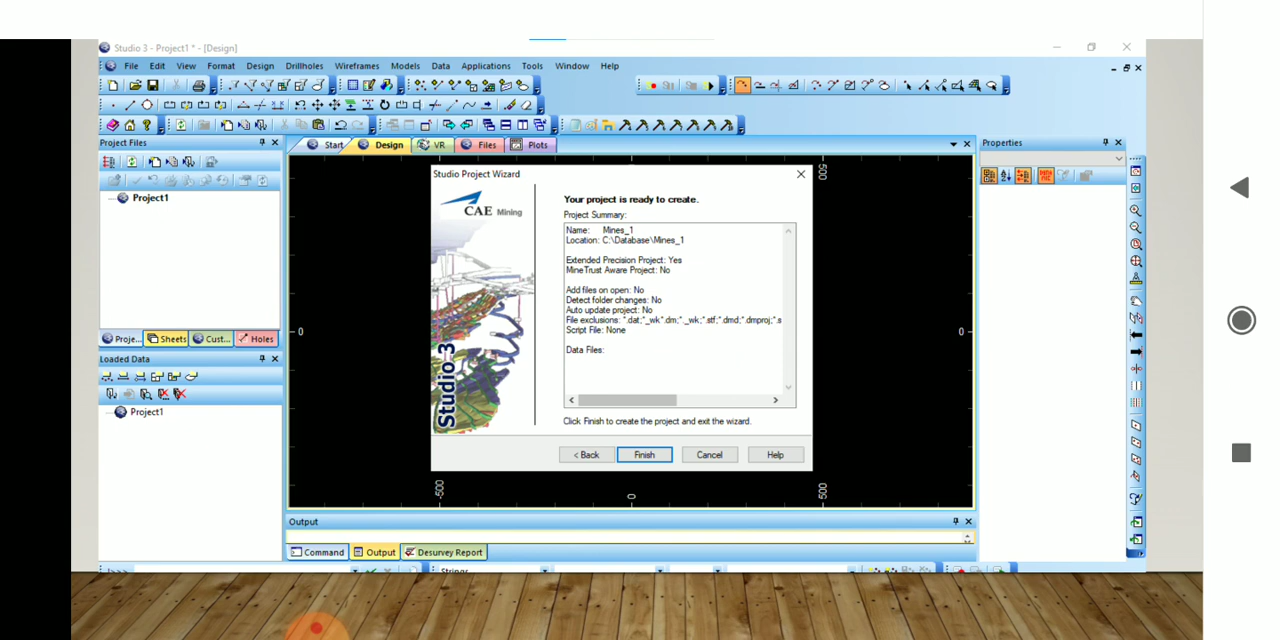 Studio 3 - Project1 * - [Design]
File Edit View Format Design Drillholes Wireframes Models Data Applications Tools Window Help
Project Files
Start Design VR Files Plots
Properties
Project1
Studio Project Wizard
CAE Mining
Studio 3
Your project is ready to create.
Project Summary:
Name: Mines_1
Location: C:\Database\Mines_1
Extended Precision Project: Yes
MineTrust Aware Project: No
Add files on open: No
Detect folder changes: No
Auto update project: No
File exclusions: *.dat;*_wk*.dm;*._wk;*.stf;*.dmd;*.dmproj;*.s
Script File: None
Data Files:
Click Finish to create the project and exit the wizard.
< Back Finish Cancel Help
500
0
0
-500
0
500
Proje... Sheets Cust... Holes
Loaded Data
Project1
Output
Command Output Desurvey Report
>>>
Strings